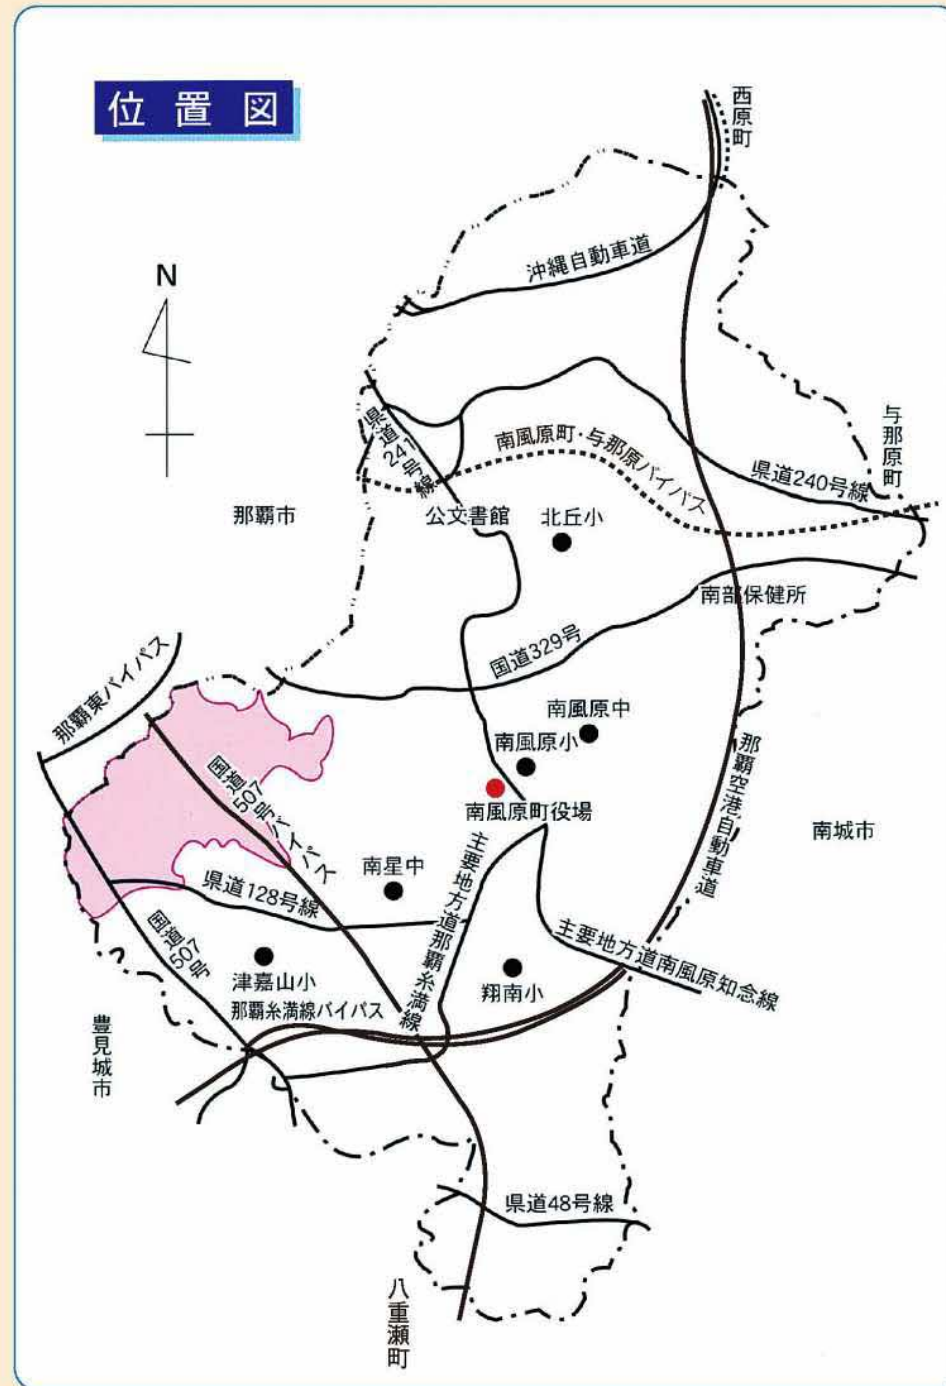 位置図
西原町
N
沖縄自動車道
県道241号線
南風原町・与那原バイパス
与那原町
県道240号線
那覇市
公文書館
北丘小
南部保健所
国道329号
那覇東バイパス
南風原中
南風原小
国道507号バイパス
南風原町役場
那覇空港自動車道
南城市
南星中
主要地方道那覇糸満線
県道128号線
国道507号
主要地方道南風原知念線
津嘉山小
翔南小
那覇糸満線バイパス
豊見城市
県道48号線
八重瀬町